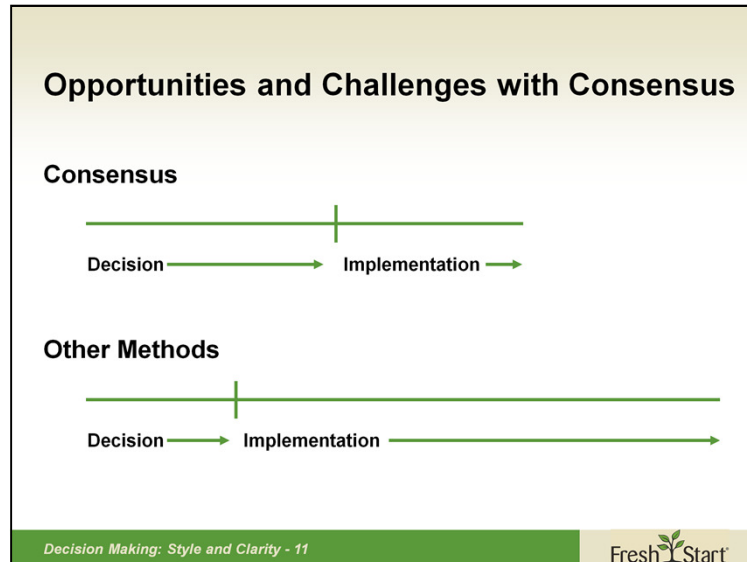 Opportunities and Challenges with Consensus
Consensus
Decision Implementation
Other Methods
Decision Implementation
Decision Making: Style and Clarity - 11
Fresh Start